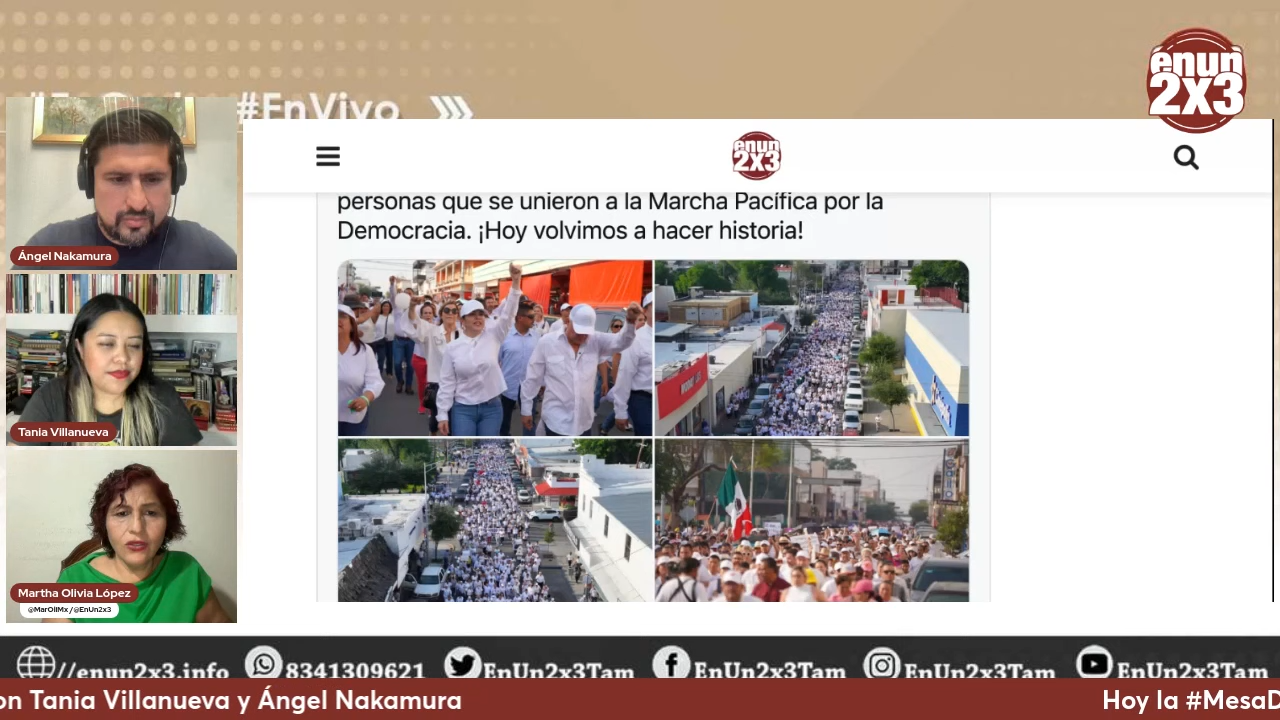 énun
2x3
#EnVivo
énun
2x3
personas que se unieron a la Marcha Pacífica por la
Democracia. ¡Hoy volvimos a hacer historia!
Ángel Nakamura
Tania Villanueva
Martha Olivia López
@MarOliMx /@EnUn2x3
//enun2x3.info
8341309621
EnUn2x3Tam
EnUn2x3Tam
EnUn2x3Tam
EnUn2x3Tam
on Tania Villanueva y Ángel Nakamura
Hoy la #MesaD